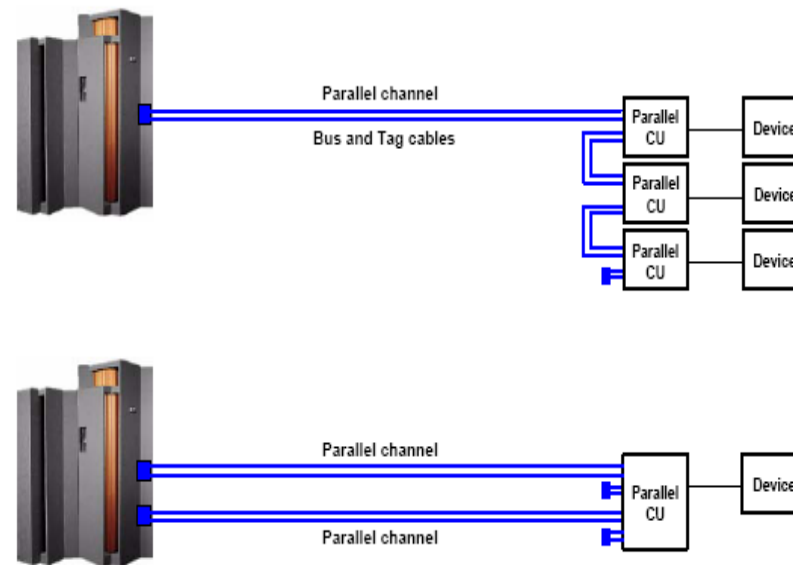 Parallel channel
Bus and Tag cables
Parallel
CU
Device
Parallel
CU
Device
Parallel
CU
Device
Parallel channel
Parallel
CU
Device
Parallel channel